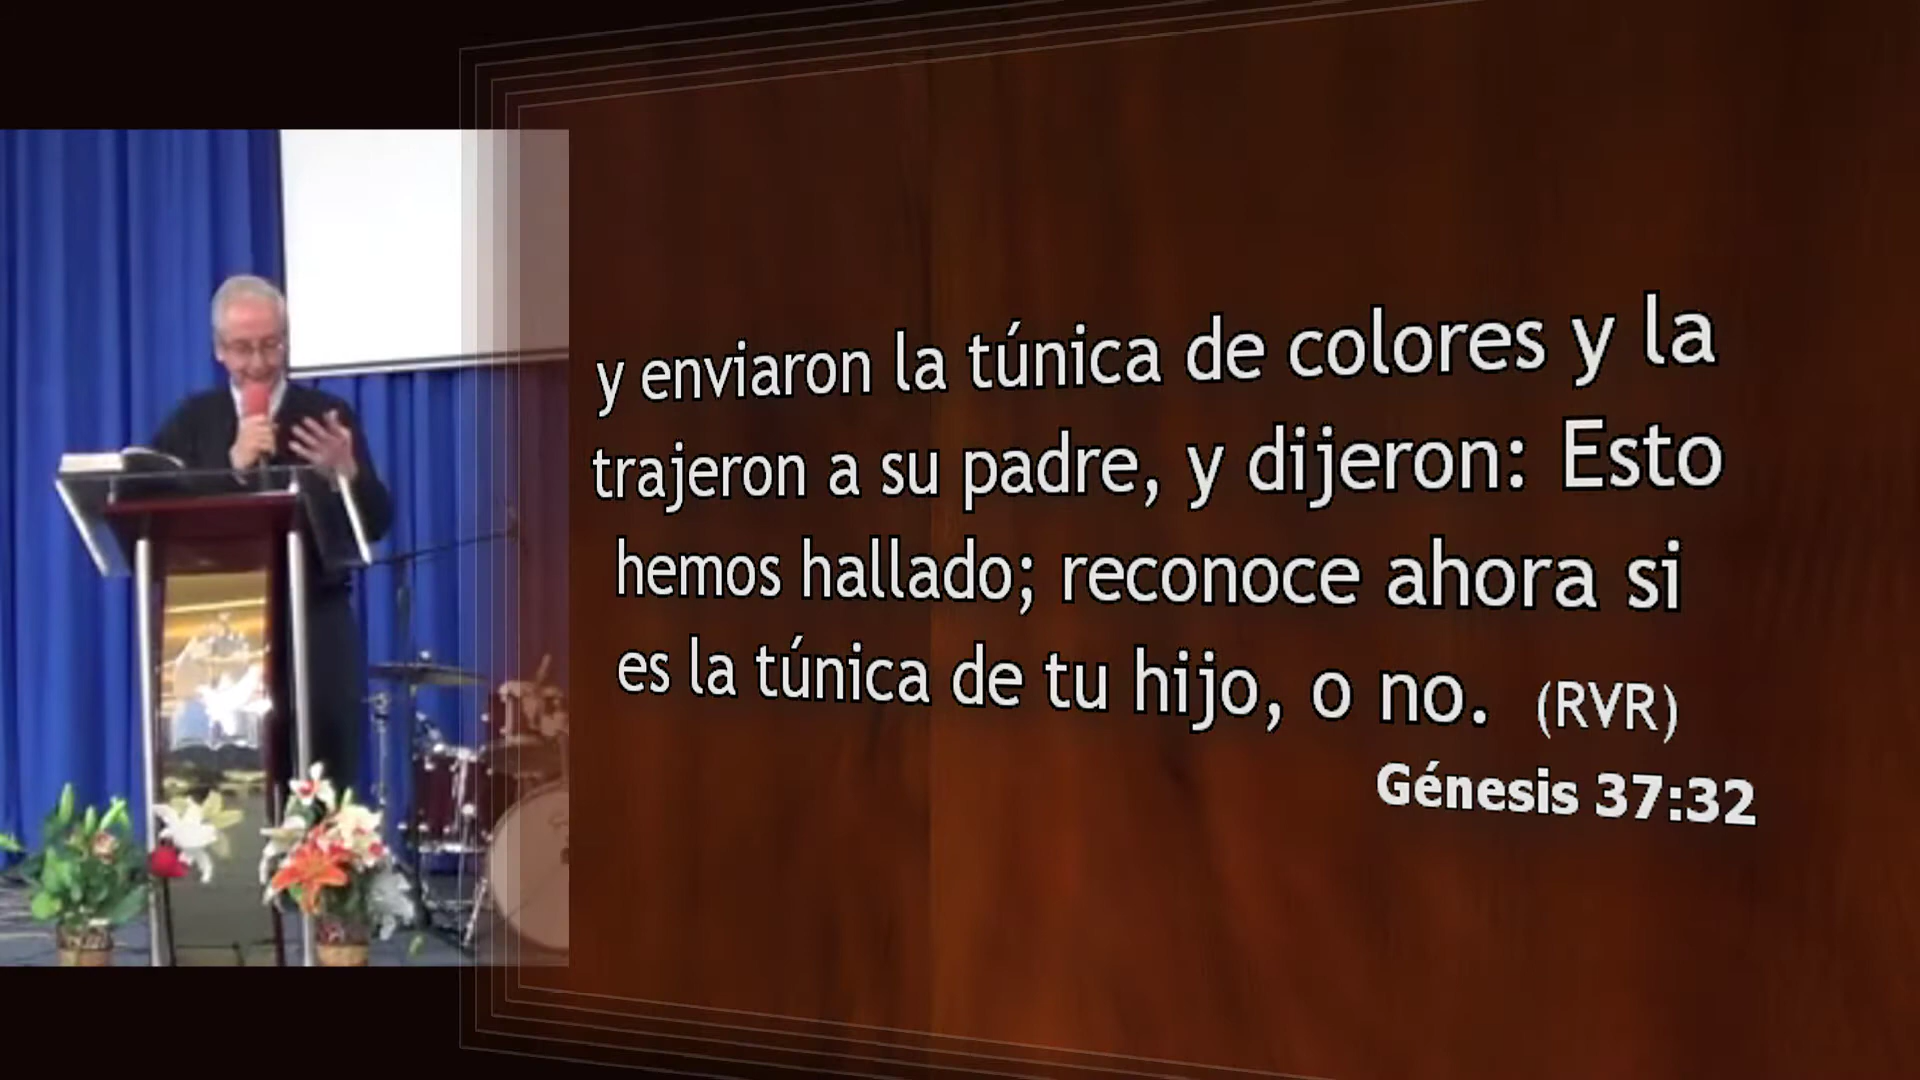 y enviaron la túnica de colores y la
trajeron a su padre, y dijeron: Esto
hemos hallado; reconoce ahora si
es la túnica de tu hijo, o no. (RVR)
Génesis 37:32